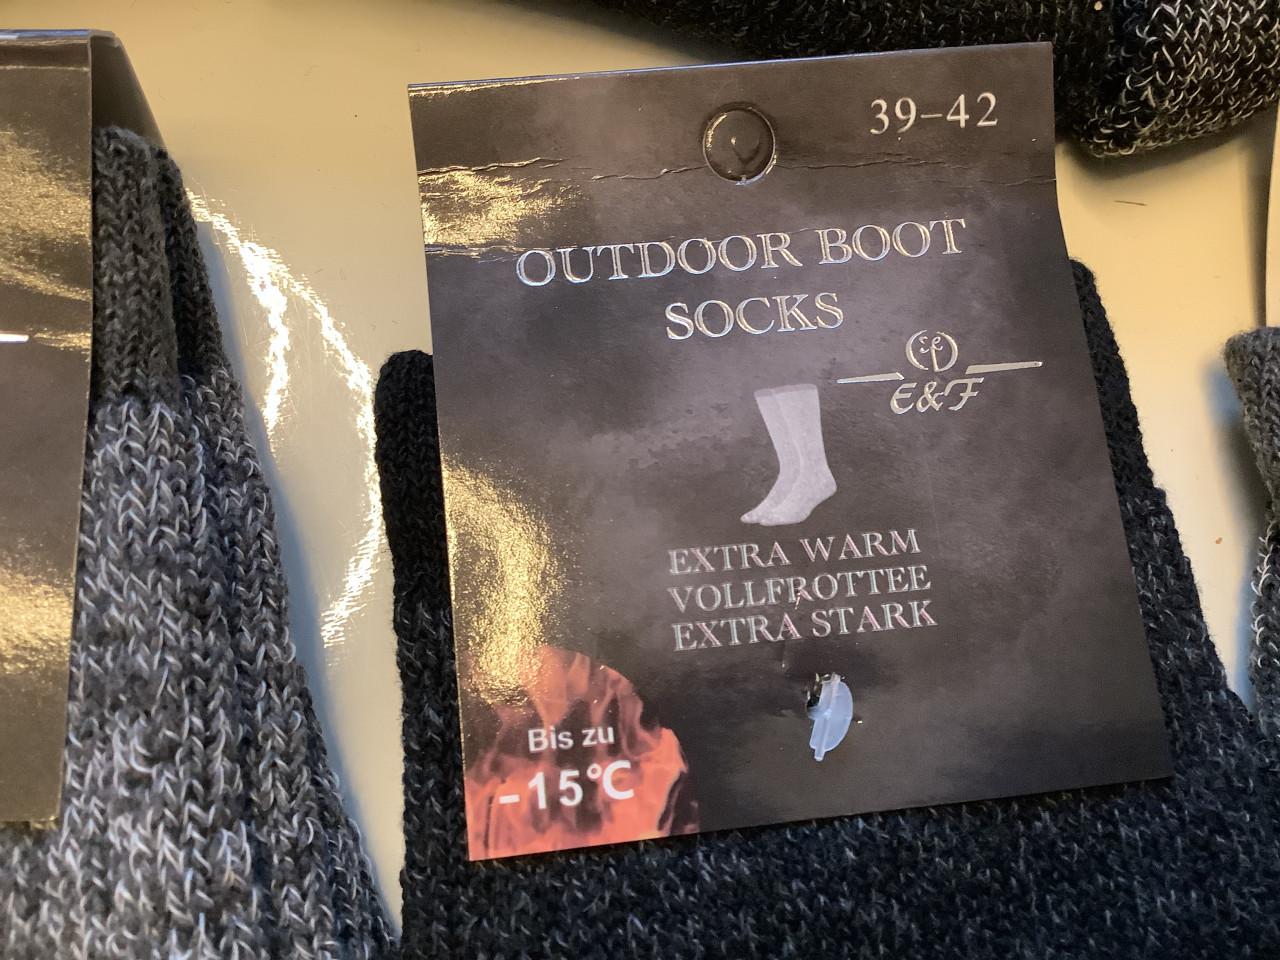 39-42
OUTDOOR BOOT
SOCKS
E&F
EXTRA WARM
VOLLFROTTEE
EXTRA STARK
Bis zu
-15°C